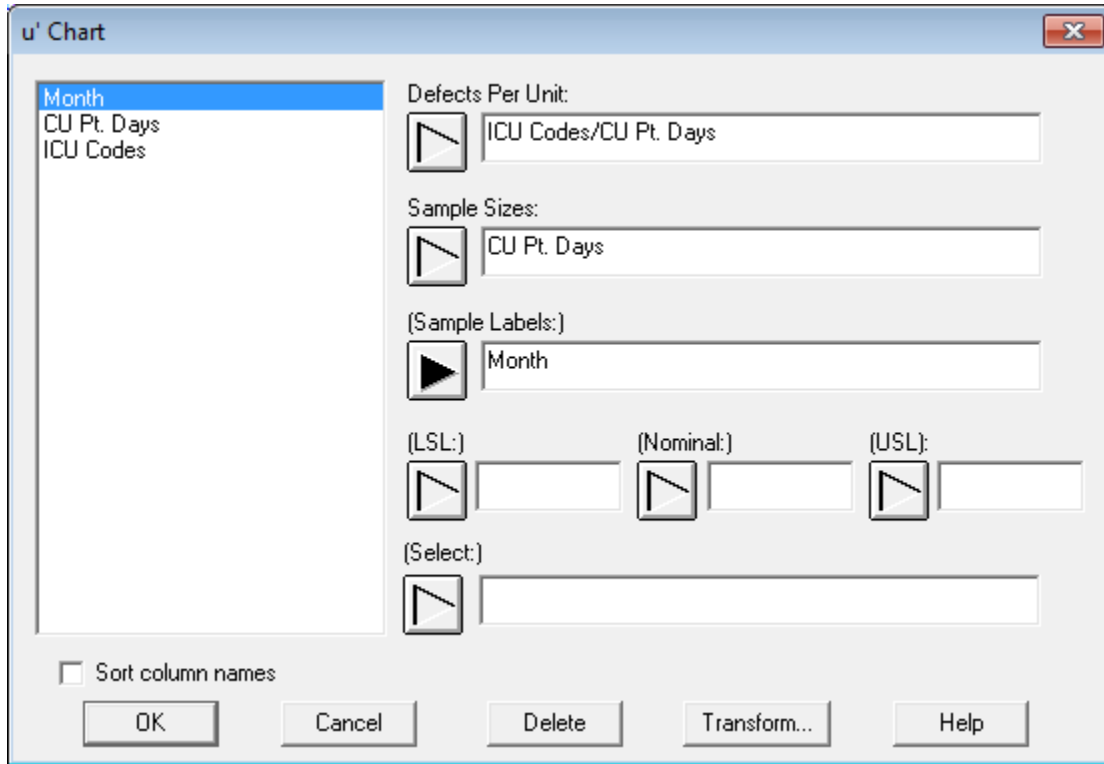 u' Chart
Month
CU Pt. Days
ICU Codes
Defects Per Unit:
ICU Codes/CU Pt. Days
Sample Sizes:
CU Pt. Days
(Sample Labels:)
Month
(LSL:) (Nominal:) (USL):
(Select:)
Sort column names
OK Cancel Delete Transform... Help